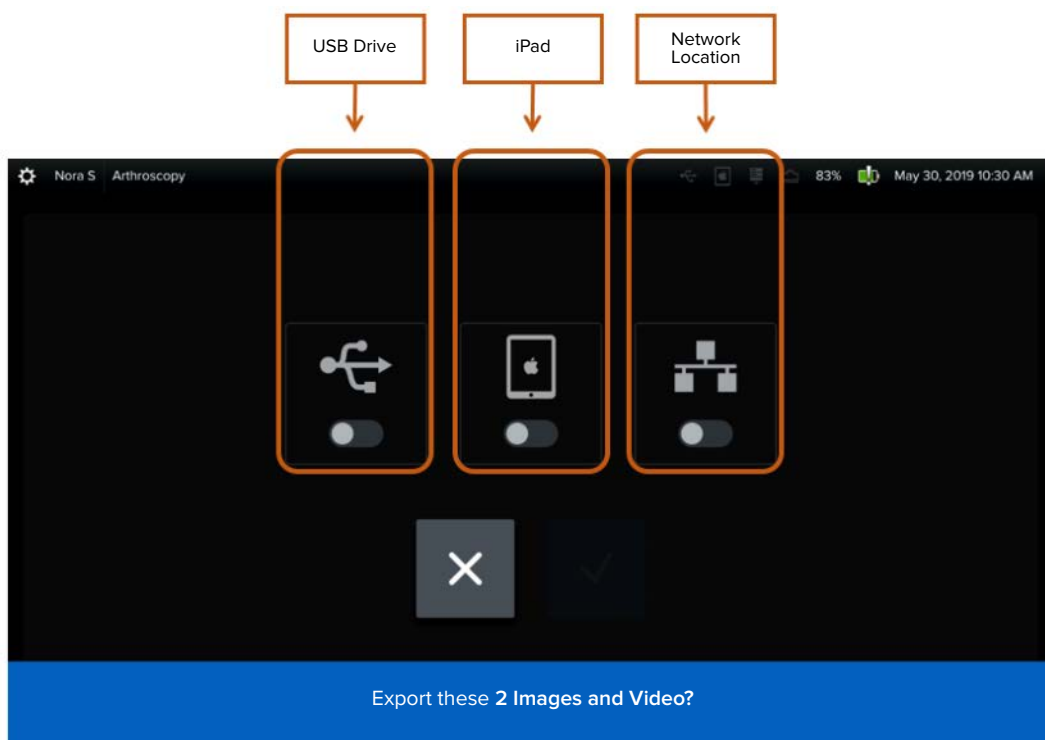 USB Drive
iPad
Network
Location
Nora S Arthroscopy 83% May 30, 2019 10:30 AM
Export these 2 Images and Video?